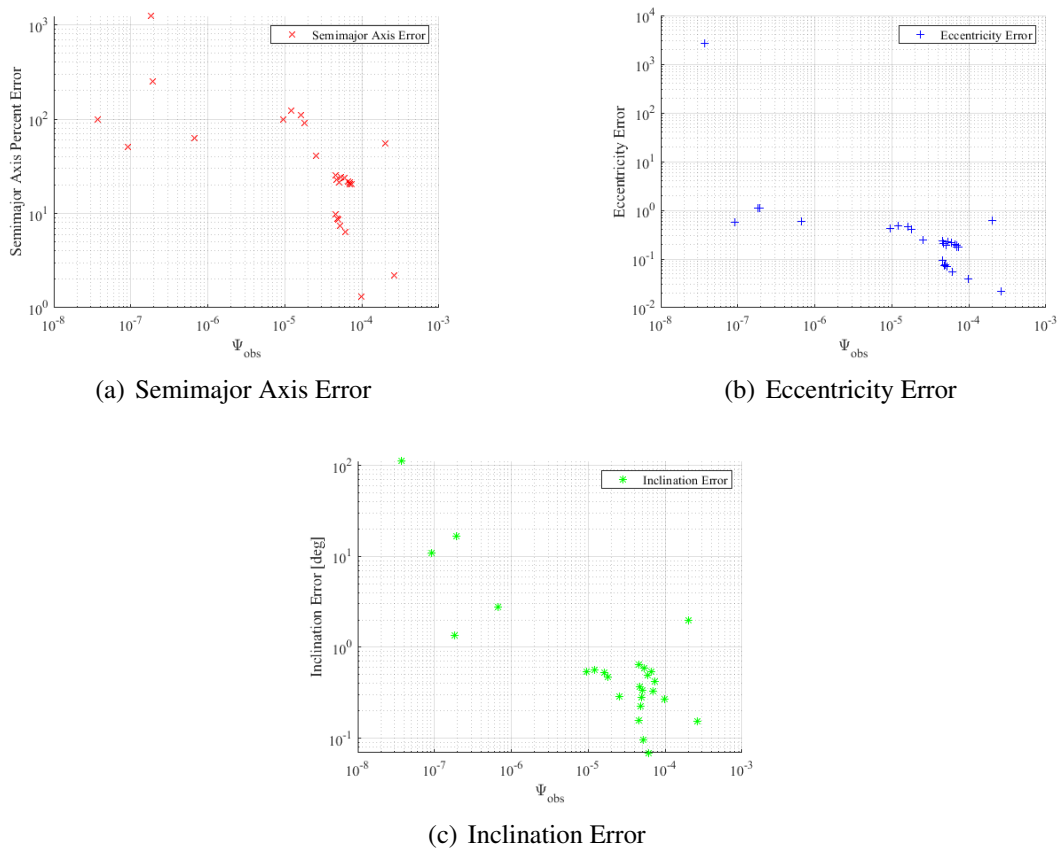 10^3
10^2
10^1
10^0
Semimajor Axis Percent Error
× Semimajor Axis Error
10^-8 10^-7 10^-6 10^-5 10^-4 10^-3
Ψ_obs
(a) Semimajor Axis Error
10^4
10^3
10^2
10^1
10^0
10^-1
10^-2
Eccentricity Error
+ Eccentricity Error
10^-8 10^-7 10^-6 10^-5 10^-4 10^-3
Ψ_obs
(b) Eccentricity Error
10^2
10^1
10^0
10^-1
Inclination Error [deg]
* Inclination Error
10^-8 10^-7 10^-6 10^-5 10^-4 10^-3
Ψ_obs
(c) Inclination Error